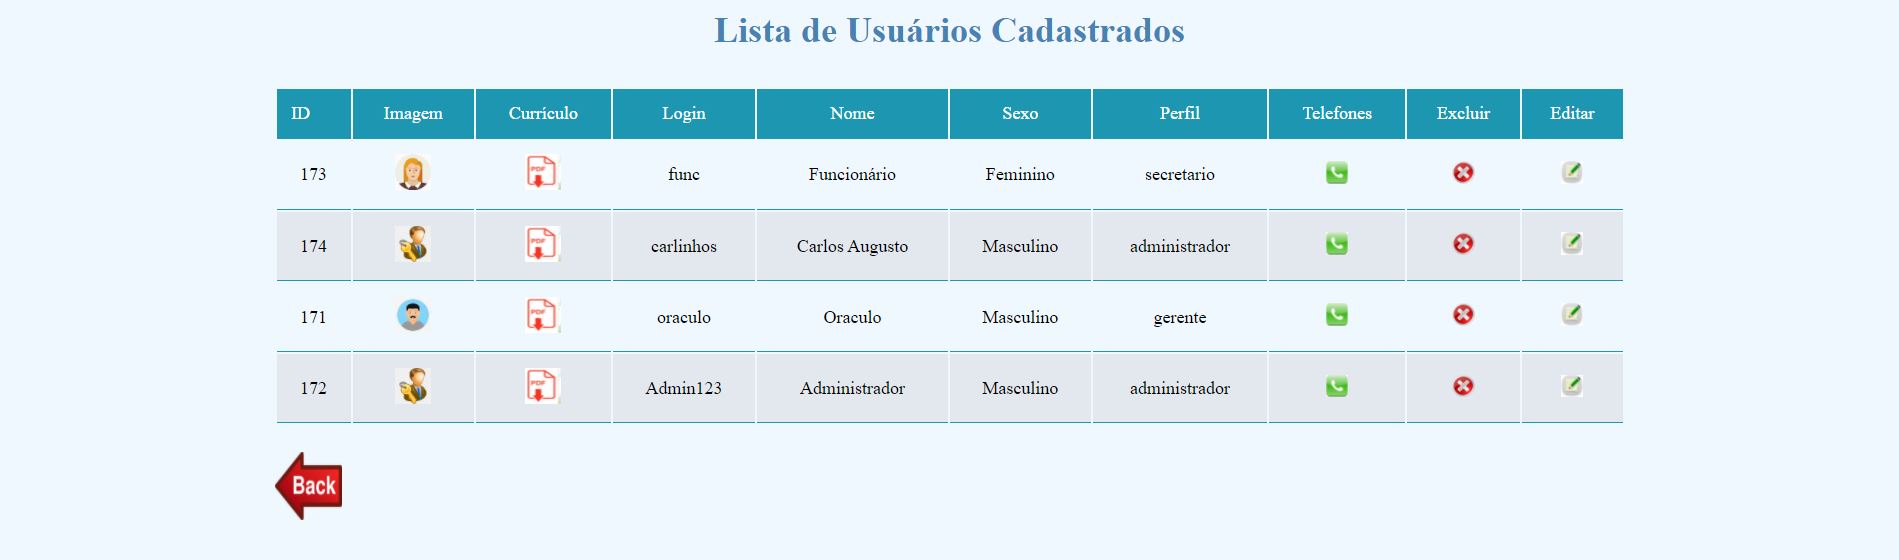 Lista de Usuários Cadastrados
ID Imagem Currículo Login Nome Sexo Perfil Telefones Excluir Editar
173 PDF func Funcionário Feminino secretario
174 PDF carlinhos Carlos Augusto Masculino administrador
171 PDF oraculo Oraculo Masculino gerente
172 PDF Admin123 Administrador Masculino administrador
Back